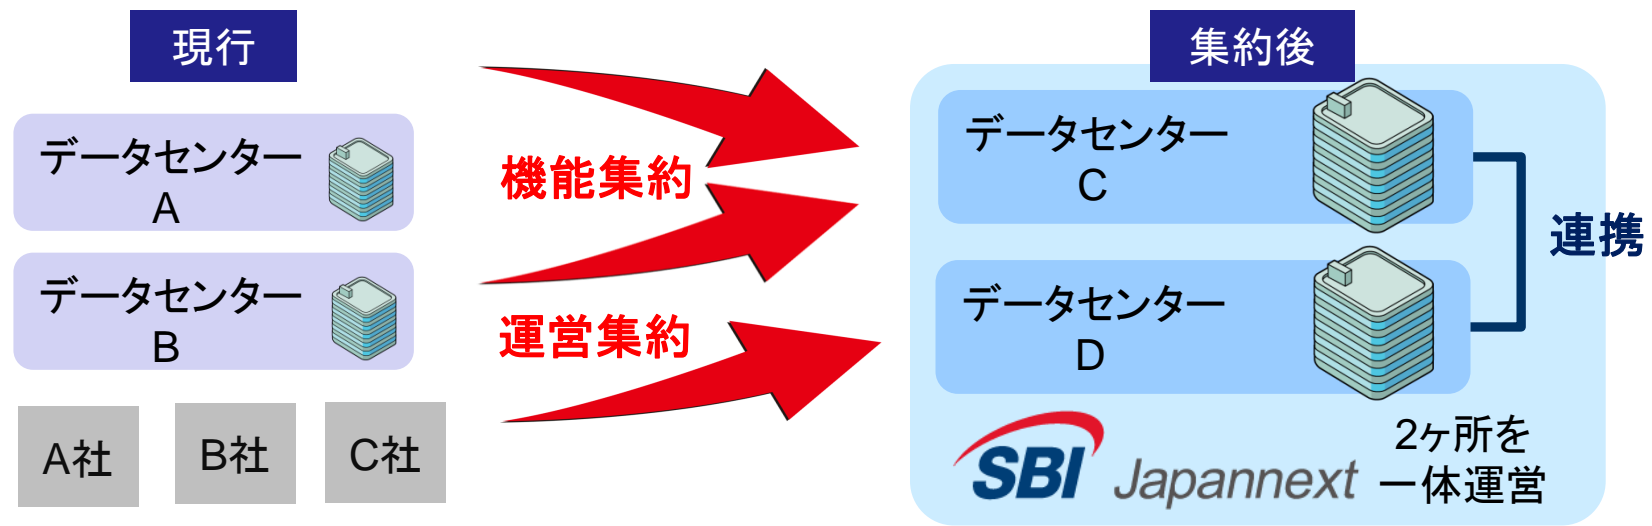 現行
データセンター
A
データセンター
B
A社
B社
C社
機能集約
運営集約
集約後
データセンター
C
データセンター
D
連携
SBI Japannext
2ヶ所を
一体運営